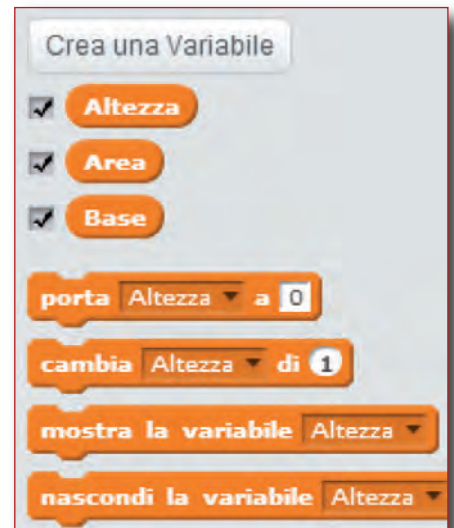 Crea una Variabile
Altezza
Area
Base
porta Altezza a 0
cambia Altezza di 1
mostra la variabile Altezza
nascondi la variabile Altezza